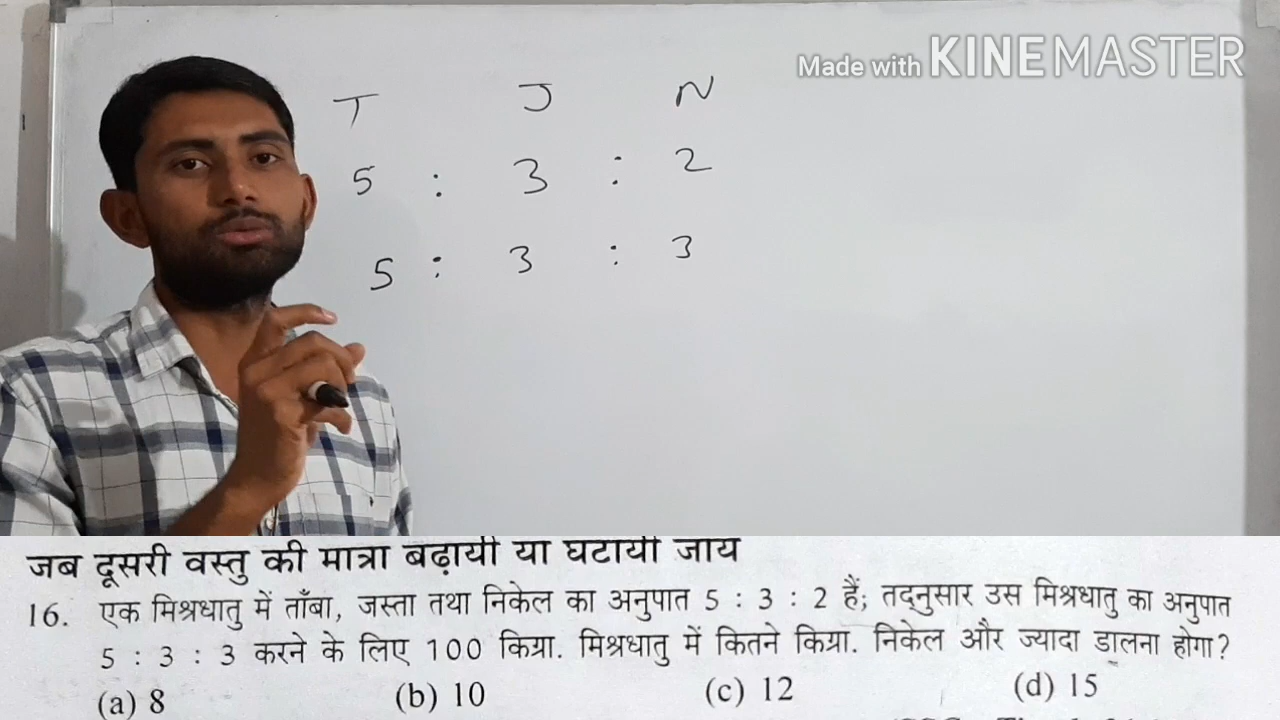 Made with KINEMASTER
T J N
5 : 3 : 2
5 : 3 : 3
जब दूसरी वस्तु की मात्रा बढ़ायी या घटायी जाय
16. एक मिश्रधातु में ताँबा, जस्ता तथा निकेल का अनुपात 5 : 3 : 2 हैं; तद्नुसार उस मिश्रधातु का अनुपात
5 : 3 : 3 करने के लिए 100 किग्रा. मिश्रधातु में कितने किग्रा. निकेल और ज्यादा डालना होगा?
(a) 8 (b) 10 (c) 12 (d) 15